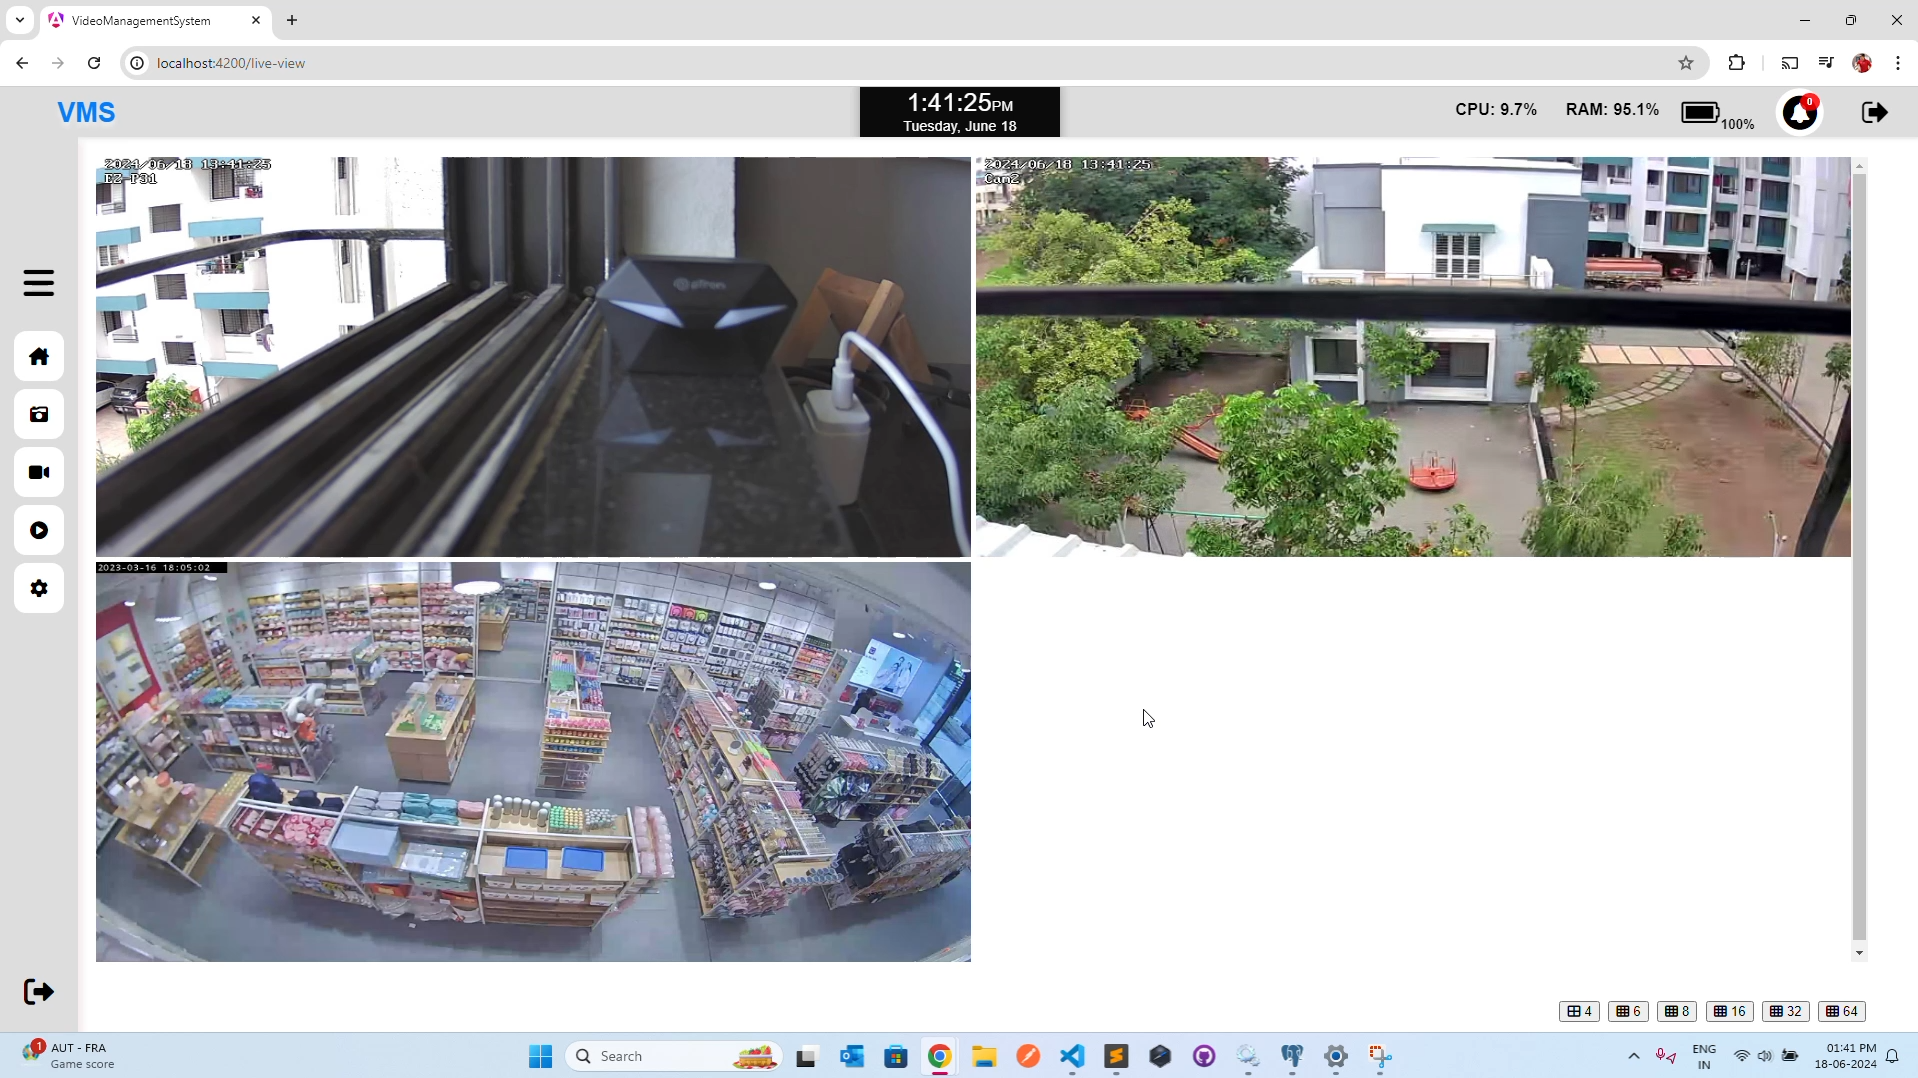 VideoManagementSystem
localhost:4200/live-view
VMS
1:41:25PM
Tuesday, June 18
CPU: 9.7%
RAM: 95.1%
100%
0
2024/06/18 13:41:25
EZ-P31
pTron
2024/06/18 13:41:25
Cam2
2023-03-16 18:05:02
4
6
8
16
32
64
1
AUT - FRA
Game score
Search
ENG
IN
01:41 PM
18-06-2024